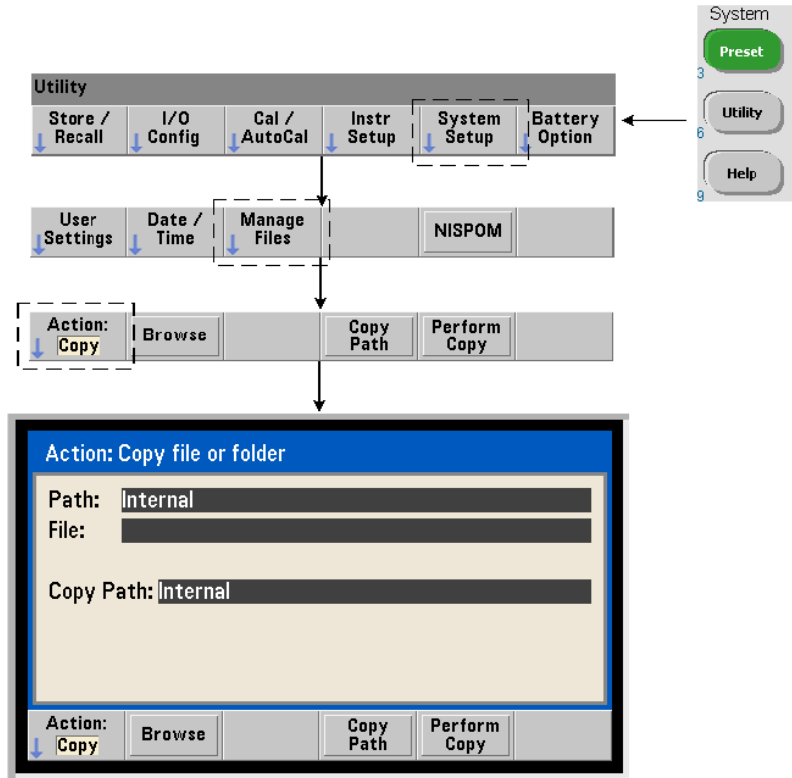 System
Preset
3
Utility
6
Help
9
Utility
Store / Recall
I/O Config
Cal / AutoCal
Instr Setup
System Setup
Battery Option
User Settings
Date / Time
Manage Files
NISPOM
Action: Copy
Browse
Copy Path
Perform Copy
Action: Copy file or folder
Path: Internal
File:
Copy Path: Internal
Action: Copy
Browse
Copy Path
Perform Copy